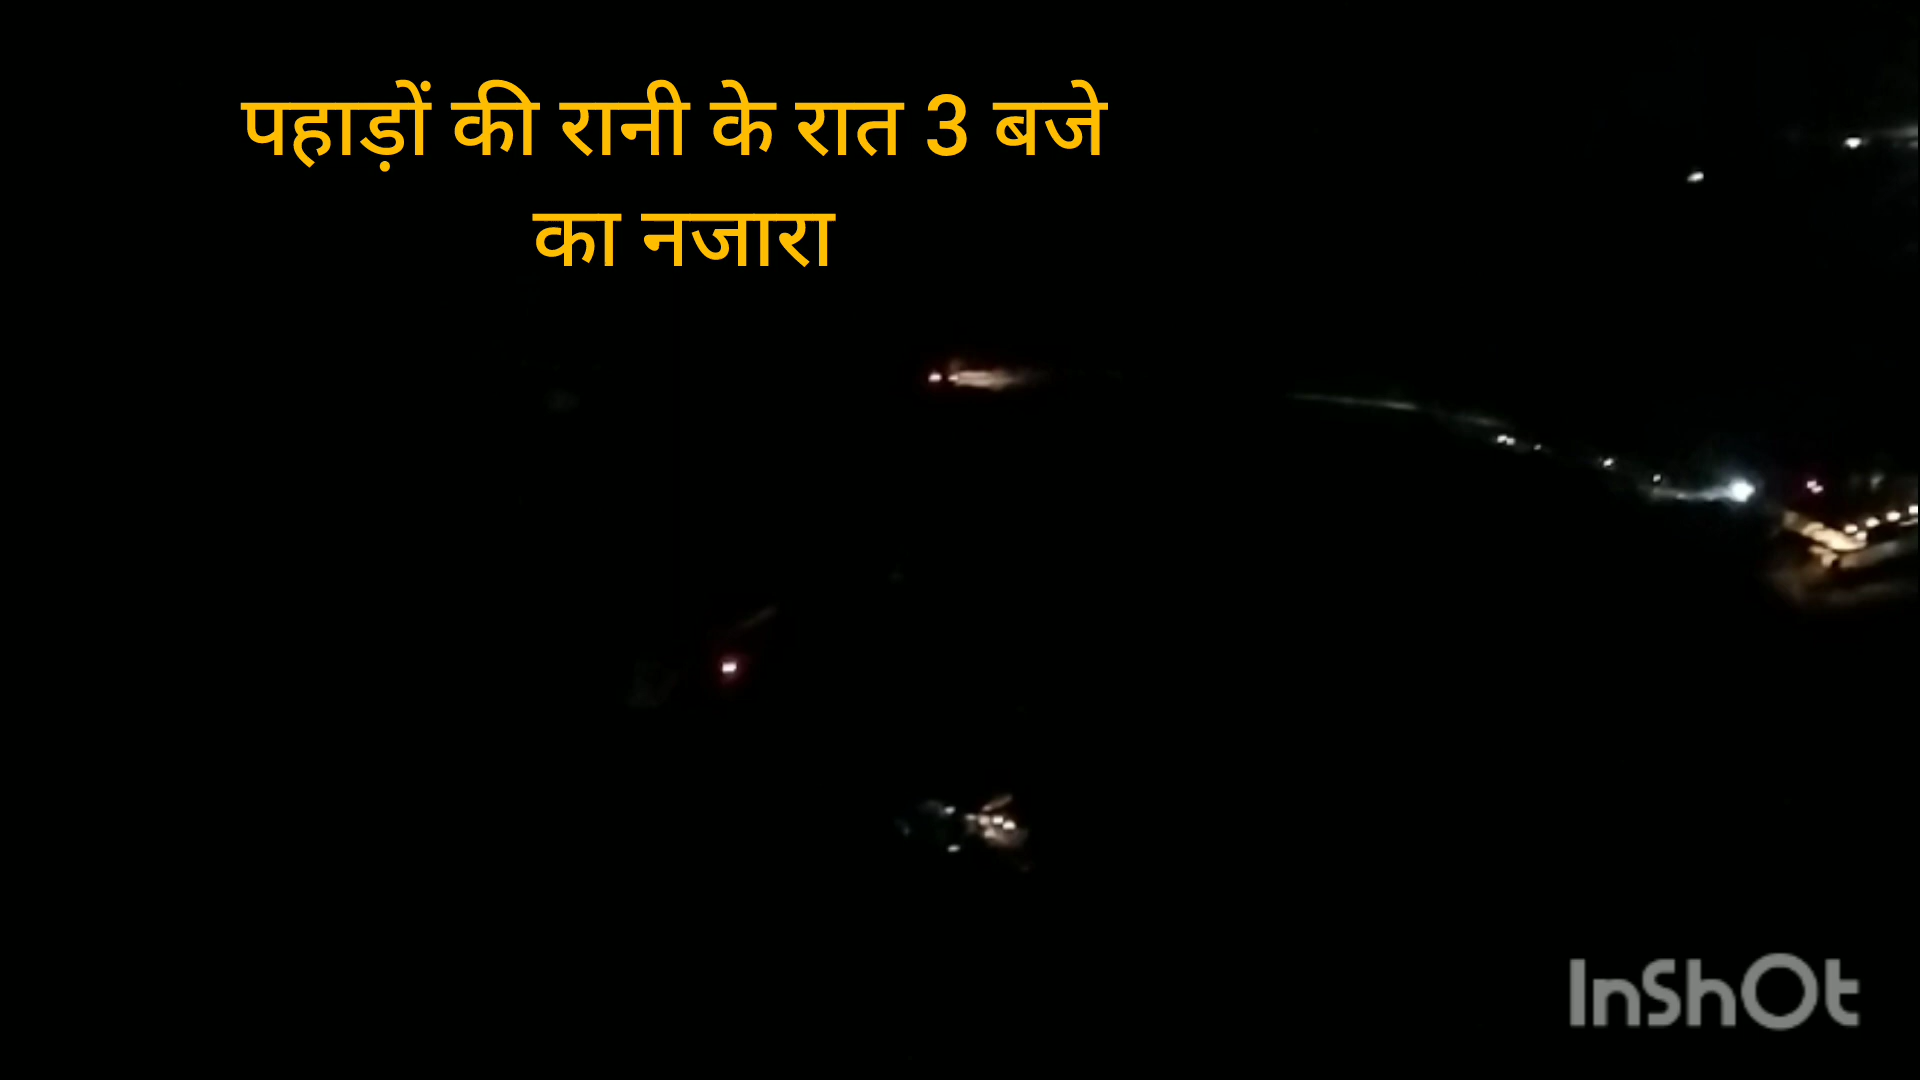 पहाड़ों की रानी के रात 3 बजे
का नजारा
InShOt